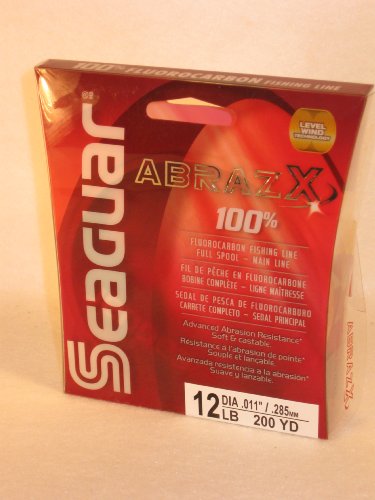 100% FLUOROCARBON FISHING LINE
Seaguar®
LEVEL
WIND
TECHNOLOGY
ABRAZX
100%
FLUOROCARBON FISHING LINE
FULL SPOOL - MAIN LINE
FIL DE PÊCHE EN FLUOROCARBONE
BOBINE COMPLÈTE - LIGNE MAÎTRESSE
SEDAL DE PESCA DE FLUOROCARBURO
CARRETE COMPLETO - SEDAL PRINCIPAL
Advanced Abrasion Resistance
Soft & castable.
Résistance à l'abrasion de pointe
Souple et lançable.
Avanzada resistencia a la abrasión
Suave y lanzable.
12 LB
DIA .011" / .285MM
200 YD